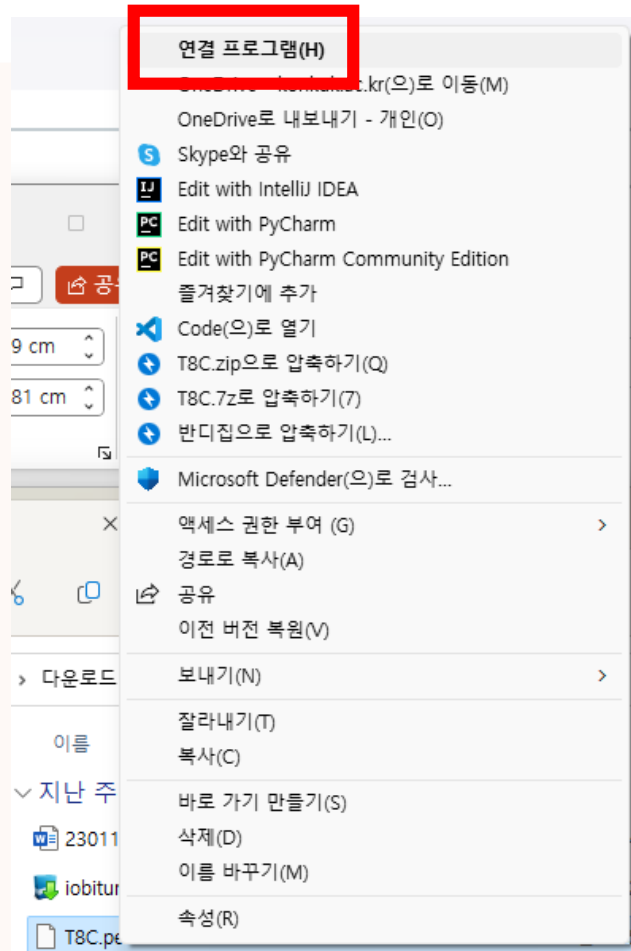 연결 프로그램(H)
kr(으)로 이동(M)
OneDrive로 내보내기 - 개인(O)
Skype와 공유
Edit with IntelliJ IDEA
Edit with PyCharm
Edit with PyCharm Community Edition
즐겨찾기에 추가
Code(으)로 열기
T8C.zip으로 압축하기(Q)
T8C.7z로 압축하기(7)
반디집으로 압축하기(L)...
Microsoft Defender(으)로 검사...
액세스 권한 부여 (G)
경로로 복사(A)
공유
이전 버전 복원(V)
보내기(N)
잘라내기(T)
복사(C)
바로 가기 만들기(S)
삭제(D)
이름 바꾸기(M)
속성(R)
9 cm
81 cm
다운로드
이름
지난 주
23011
iobitur
T8C.pe